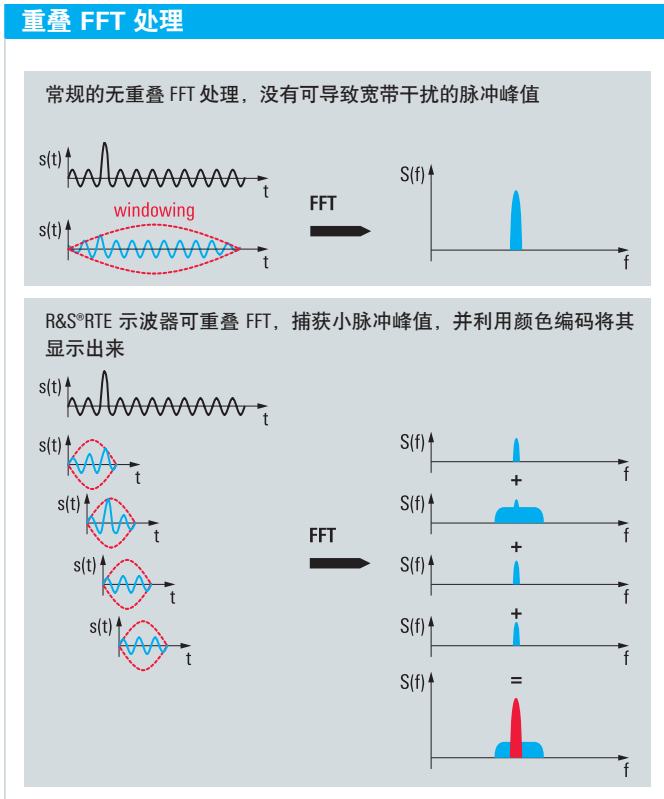 重叠 FFT 处理
常规的无重叠 FFT 处理，没有可导致宽带干扰的脉冲峰值
s(t)
t
windowing
s(t)
t
FFT
S(f)
f
R&S®RTE 示波器可重叠 FFT，捕获小脉冲峰值，并利用颜色编码将其
显示出来
s(t)
t
s(t)
t
s(t)
t
s(t)
t
s(t)
t
FFT
S(f)
f
+
S(f)
f
+
S(f)
f
+
S(f)
f
=
S(f)
f